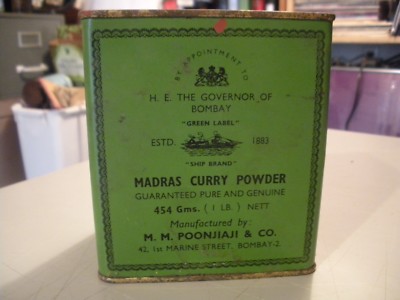 BY APPOINTMENT TO
H. E. THE GOVERNOR OF
BOMBAY
"GREEN LABEL"
ESTD. 1883
"SHIP BRAND"
MADRAS CURRY POWDER
GUARANTEED PURE AND GENUINE
454 Gms. ( 1 LB. ) NETT
Manufactured by:
M. M. POONJIAJI & CO.
42, 1st MARINE STREET, BOMBAY-2